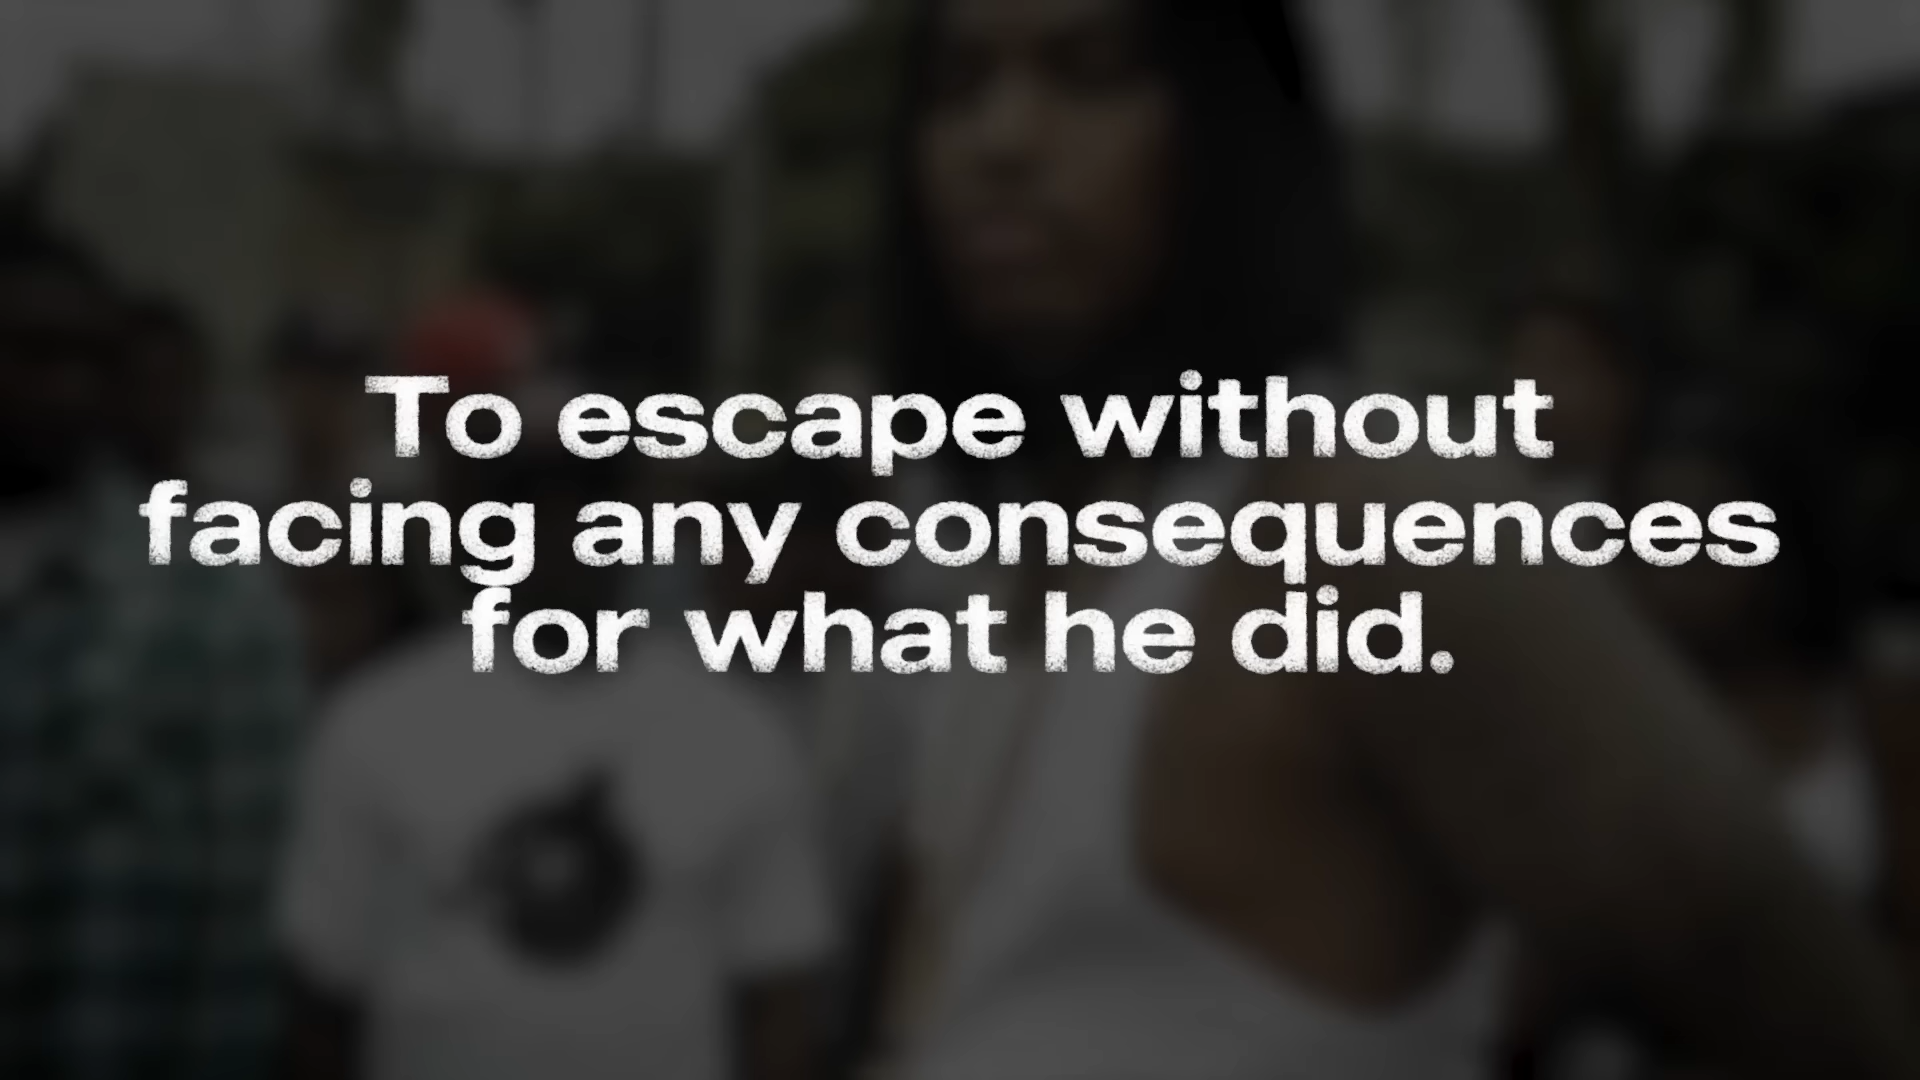 To escape without
facing any consequences
for what he did.